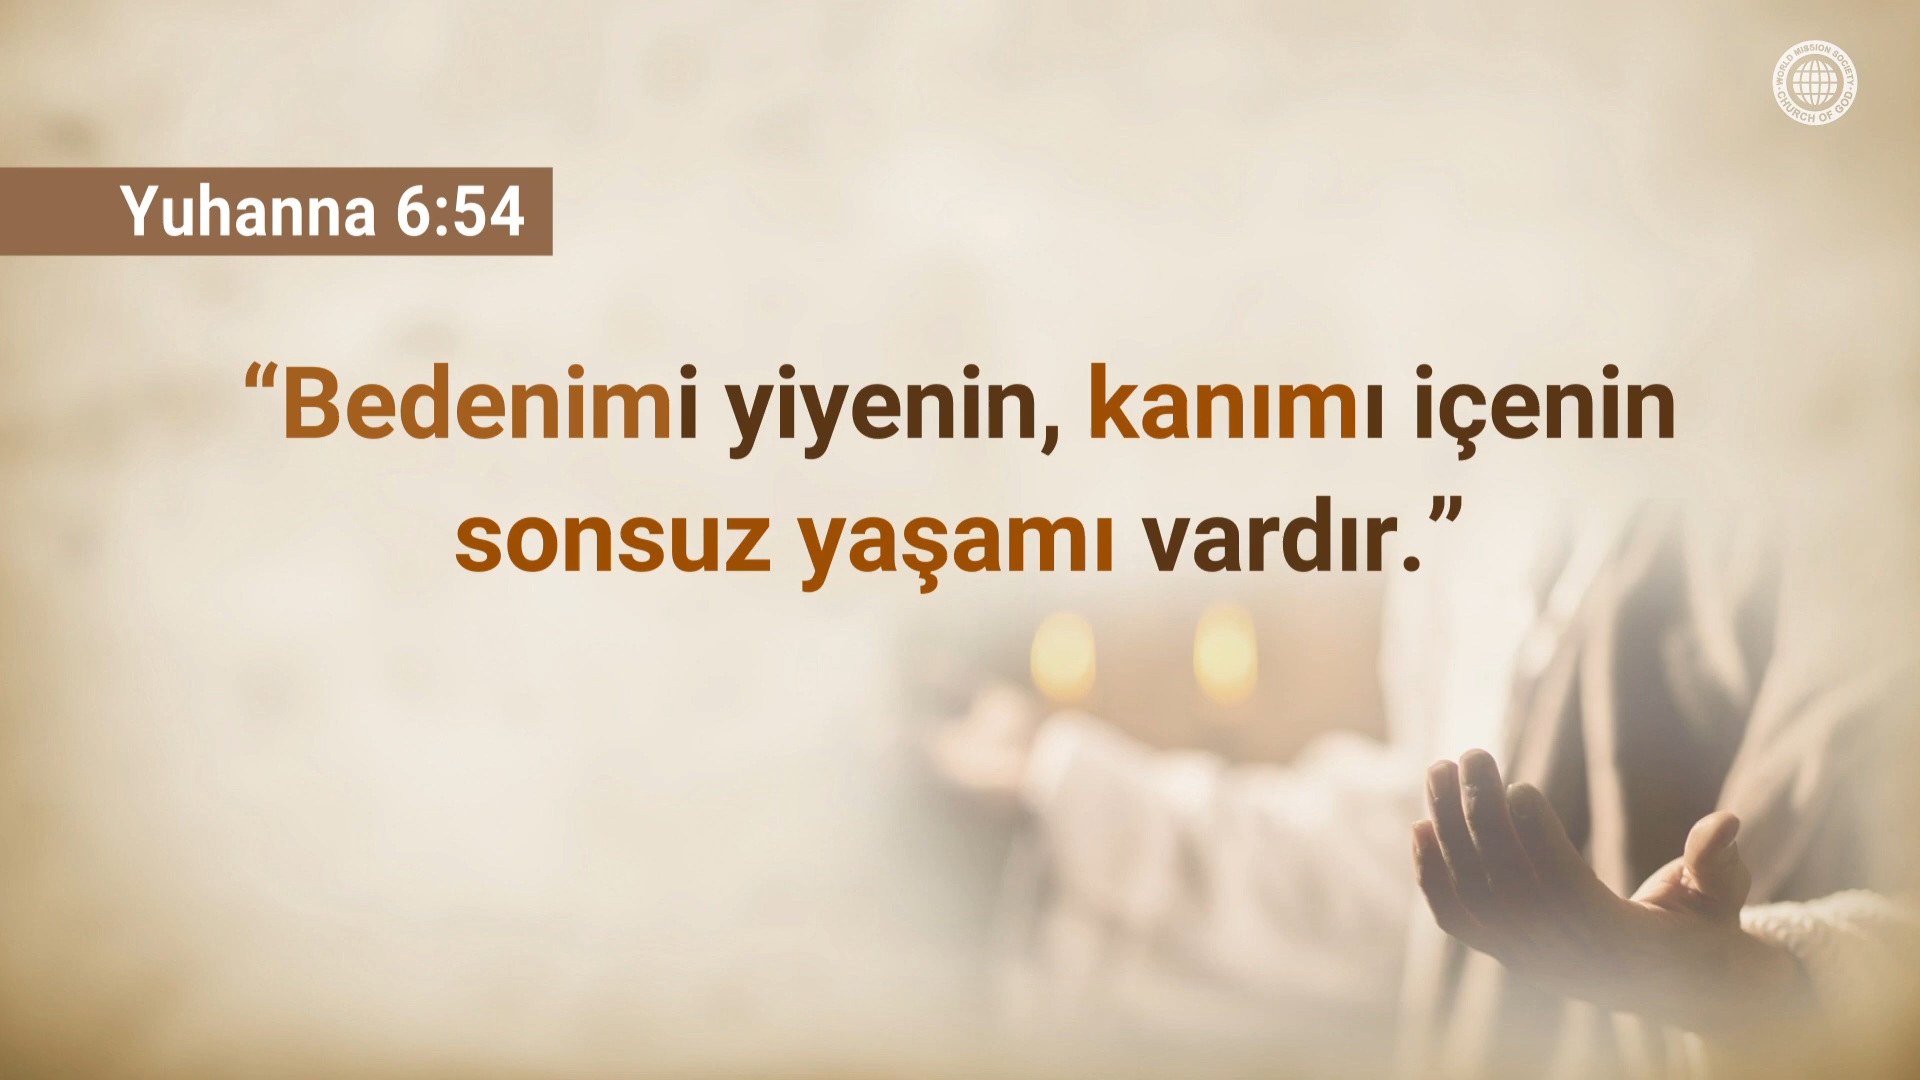 WORLD MISSION SOCIETY
CHURCH OF GOD
Yuhanna 6:54
“Bedenimi yiyenin, kanımı içenin
sonsuz yaşamı vardır.”